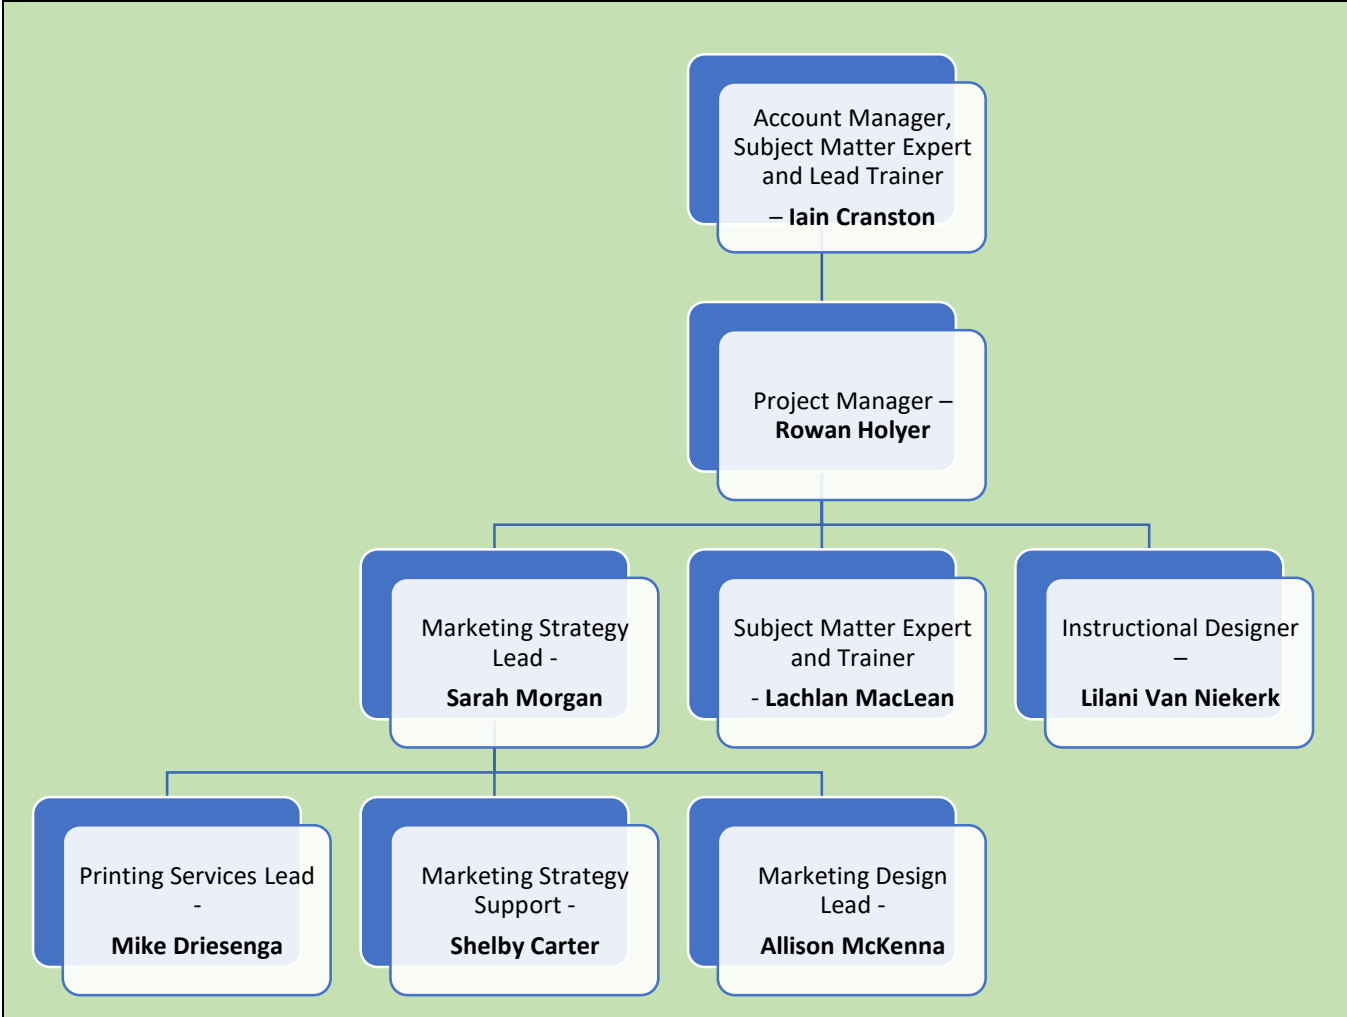 Account Manager,
Subject Matter Expert
and Lead Trainer
– Iain Cranston
Project Manager –
Rowan Holyer
Marketing Strategy
Lead -
Sarah Morgan
Subject Matter Expert
and Trainer
- Lachlan MacLean
Instructional Designer
–
Lilani Van Niekerk
Printing Services Lead
-
Mike Driesenga
Marketing Strategy
Support -
Shelby Carter
Marketing Design
Lead -
Allison McKenna